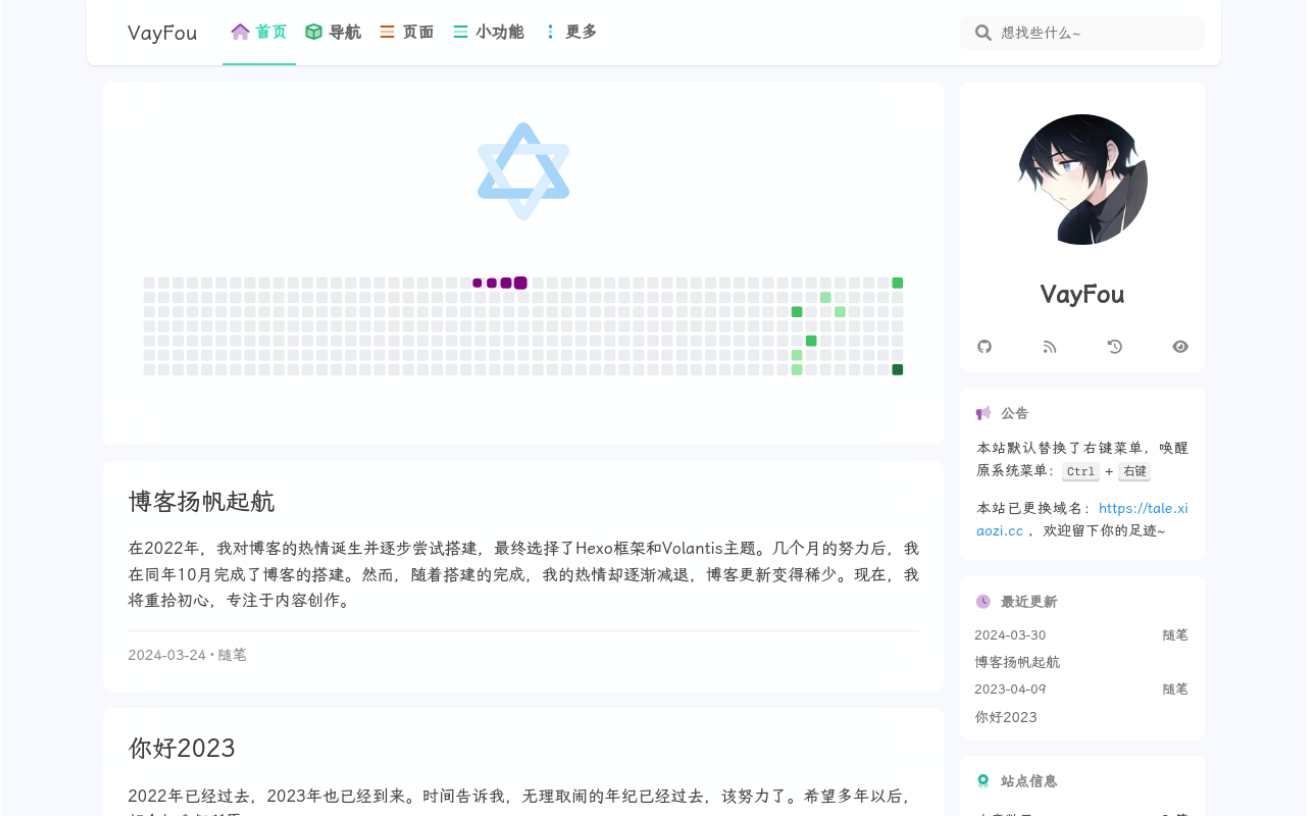 VayFou
首页
导航
页面
小功能
更多
想找些什么~
VayFou
公告
本站默认替换了右键菜单，唤醒
原系统菜单： Ctrl + 右键
本站已更换域名：https://tale.xi
aozi.cc ，欢迎留下你的足迹~
博客扬帆起航
在2022年，我对博客的热情诞生并逐步尝试搭建，最终选择了Hexo框架和Volantis主题。几个月的努力后，我
在同年10月完成了博客的搭建。然而，随着搭建的完成，我的热情却逐渐减退，博客更新变得稀少。现在，我
将重拾初心，专注于内容创作。
2024-03-24 • 随笔
最近更新
2024-03-30 随笔
博客扬帆起航
2023-04-09 随笔
你好2023
你好2023
2022年已经过去，2023年也已经到来。时间告诉我，无理取闹的年纪已经过去，该努力了。希望多年以后，
站点信息